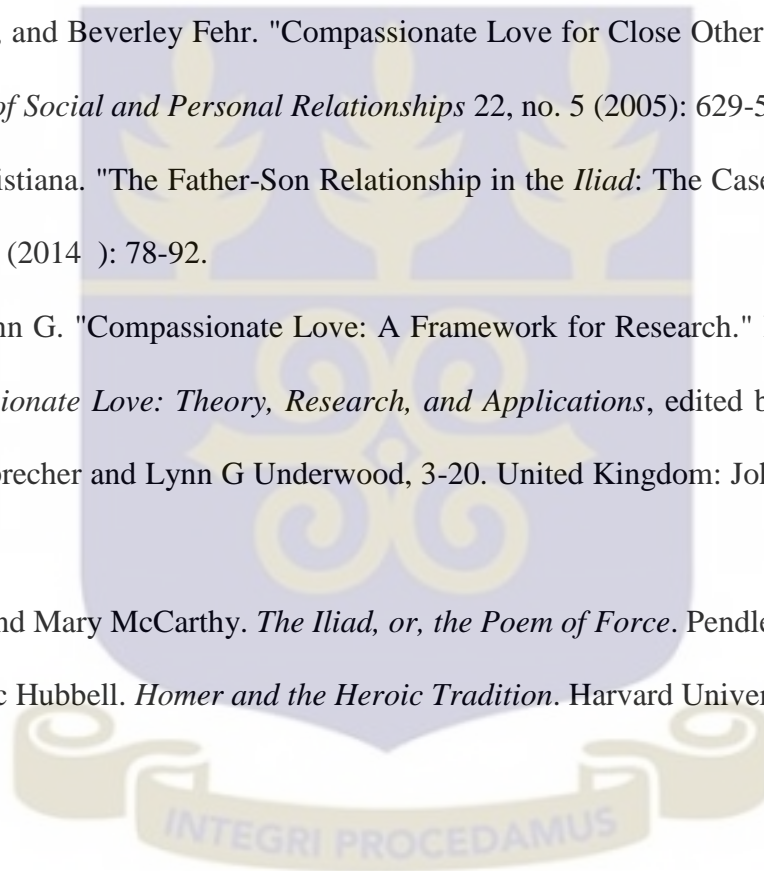 , and Beverley Fehr. "Compassionate Love for Close Other
of Social and Personal Relationships 22, no. 5 (2005): 629-5
istiana. "The Father-Son Relationship in the Iliad: The Case
(2014 ): 78-92.
nn G. "Compassionate Love: A Framework for Research."
ionate Love: Theory, Research, and Applications, edited b
precher and Lynn G Underwood, 3-20. United Kingdom: Joh
nd Mary McCarthy. The Iliad, or, the Poem of Force. Pendle
c Hubbell. Homer and the Heroic Tradition. Harvard Univer
INTEGRI PROCEDAMUS